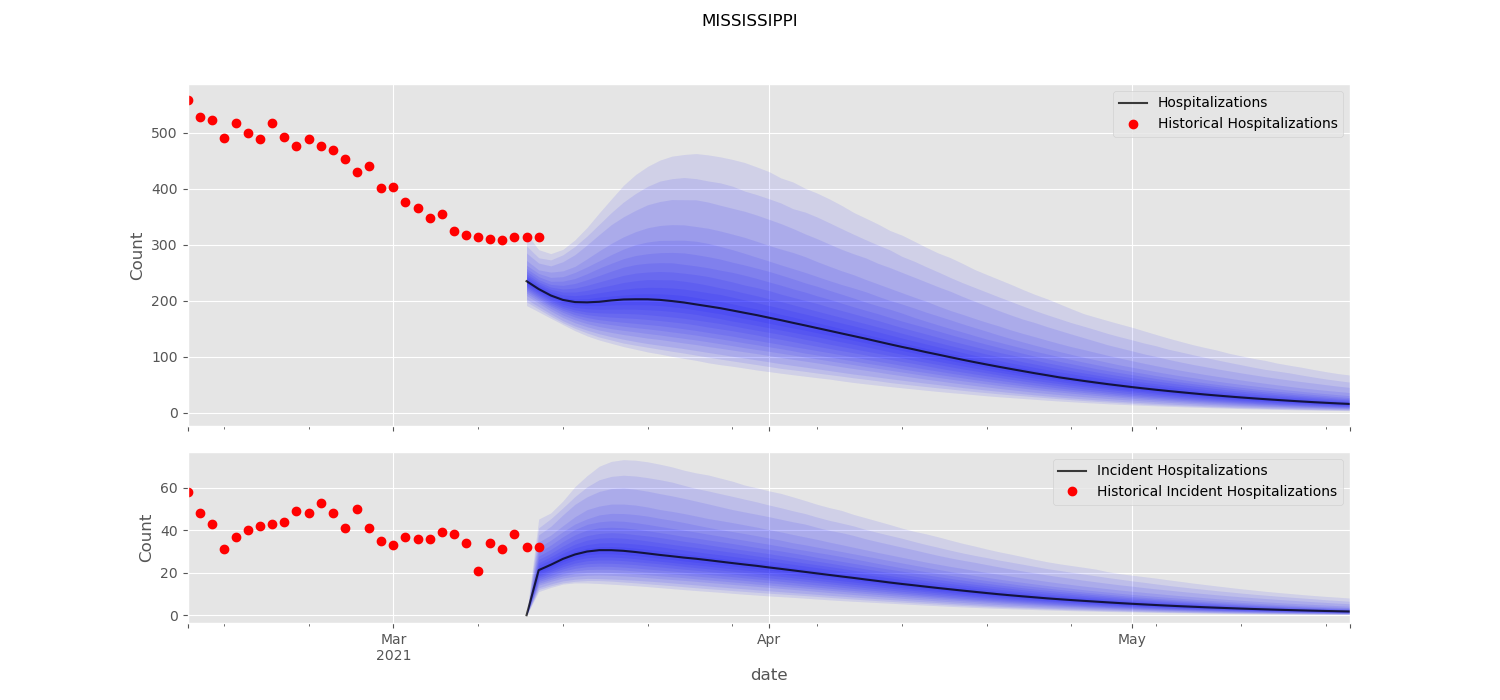 MISSISSIPPI
Hospitalizations
Historical Hospitalizations
500
400
300
200
100
0
Count
Incident Hospitalizations
Historical Incident Hospitalizations
60
40
20
0
Count
Mar
2021
Apr
May
date